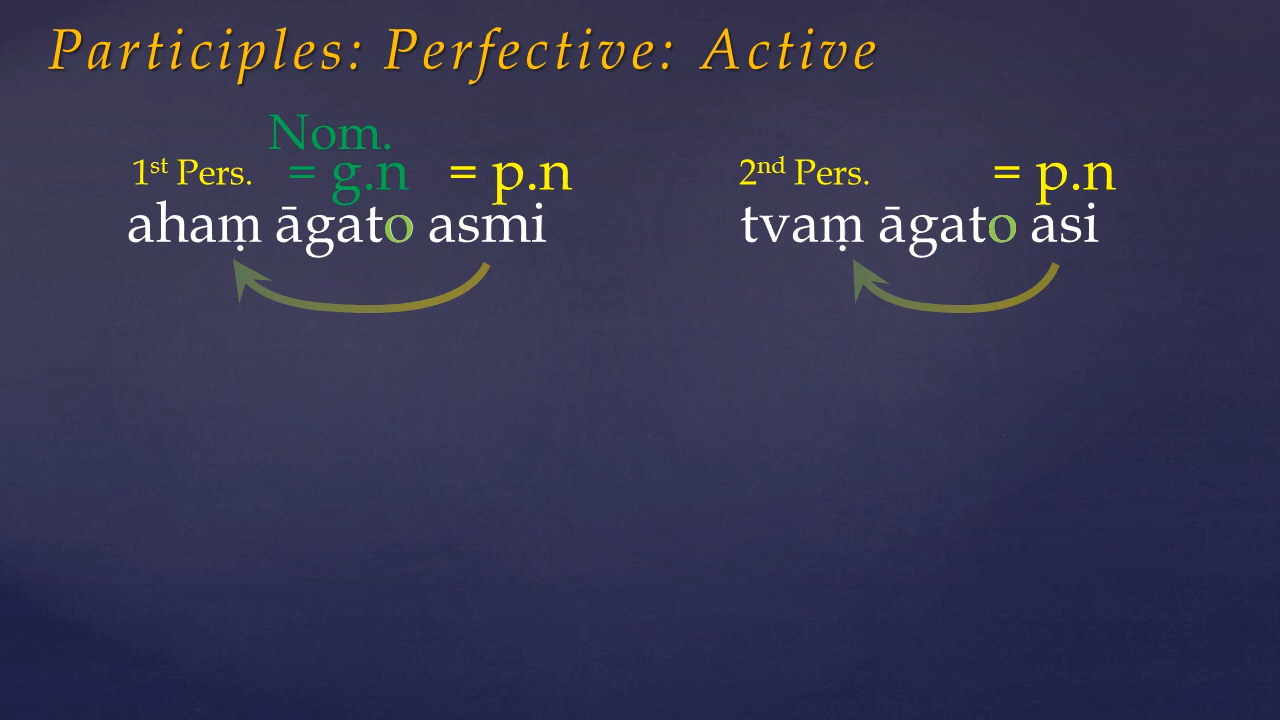 Participles: Perfective: Active
Nom.
1st Pers. = g.n = p.n
ahaṃ āgato asmi
2nd Pers. = p.n
tvaṃ āgato asi